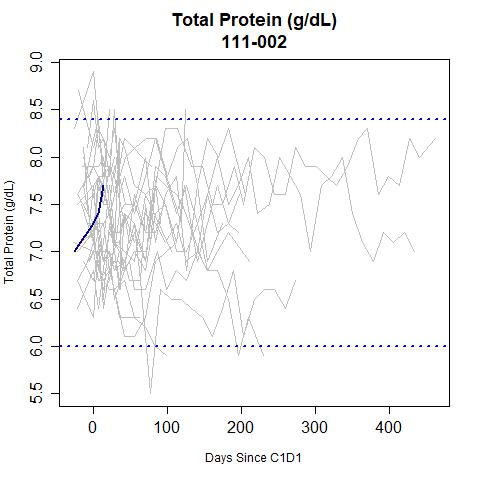 Total Protein (g/dL)
111-002
Total Protein (g/dL)
9.0
8.5
8.0
7.5
7.0
6.5
6.0
5.5
0 100 200 300 400
Days Since C1D1